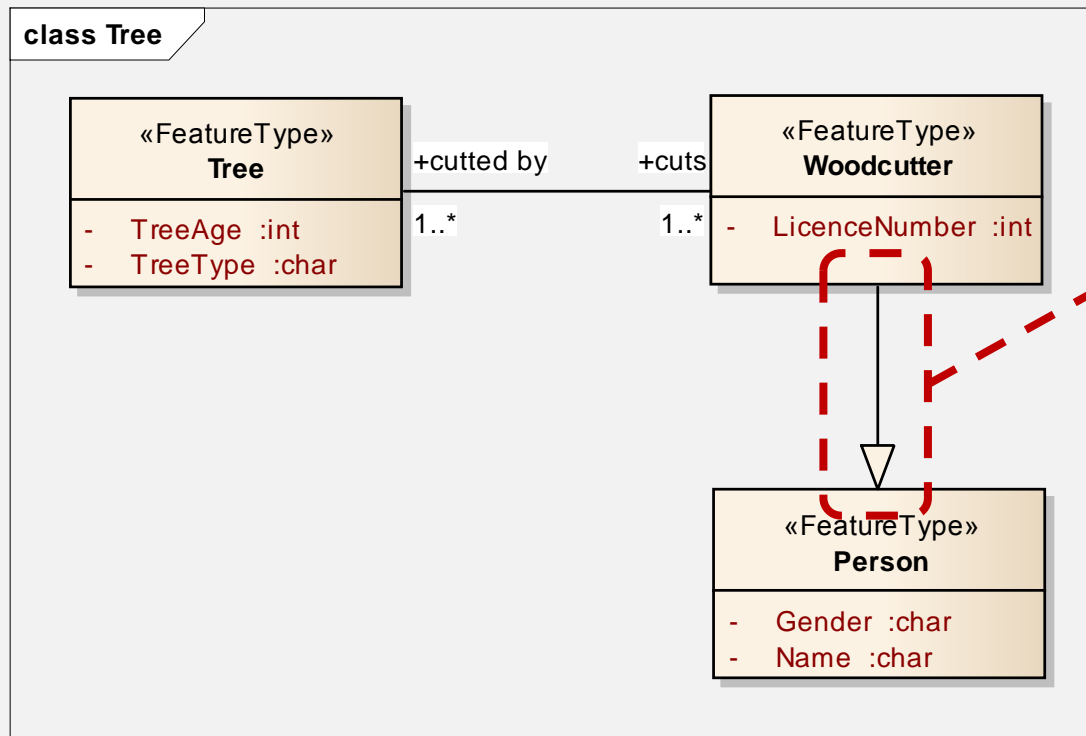 class Tree
«FeatureType»
Tree
- TreeAge :int
- TreeType :char
+cutted by
1..*
+cuts
1..*
«FeatureType»
Woodcutter
- LicenceNumber :int
«FeatureType»
Person
- Gender :char
- Name :char